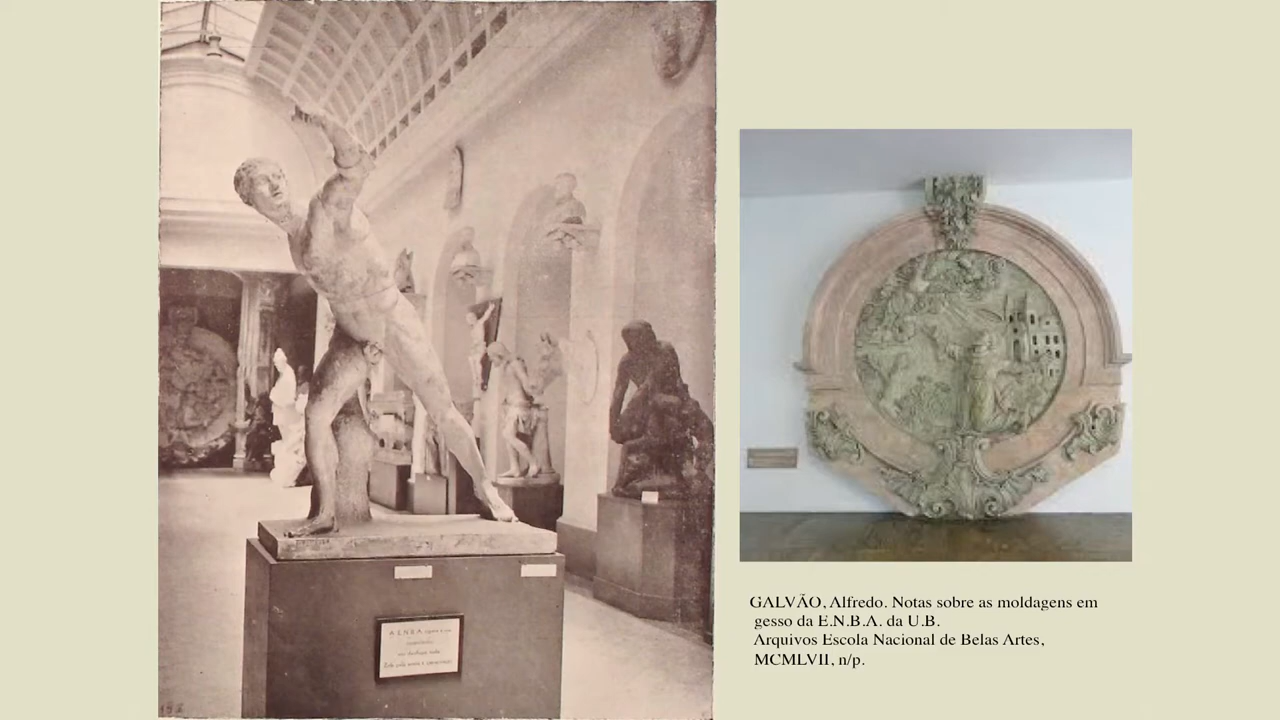 A E.N.B.A.
GALVÃO, Alfredo. Notas sobre as moldagens em
gesso da E.N.B.A. da U.B.
Arquivos Escola Nacional de Belas Artes,
MCMLVII, n/p.